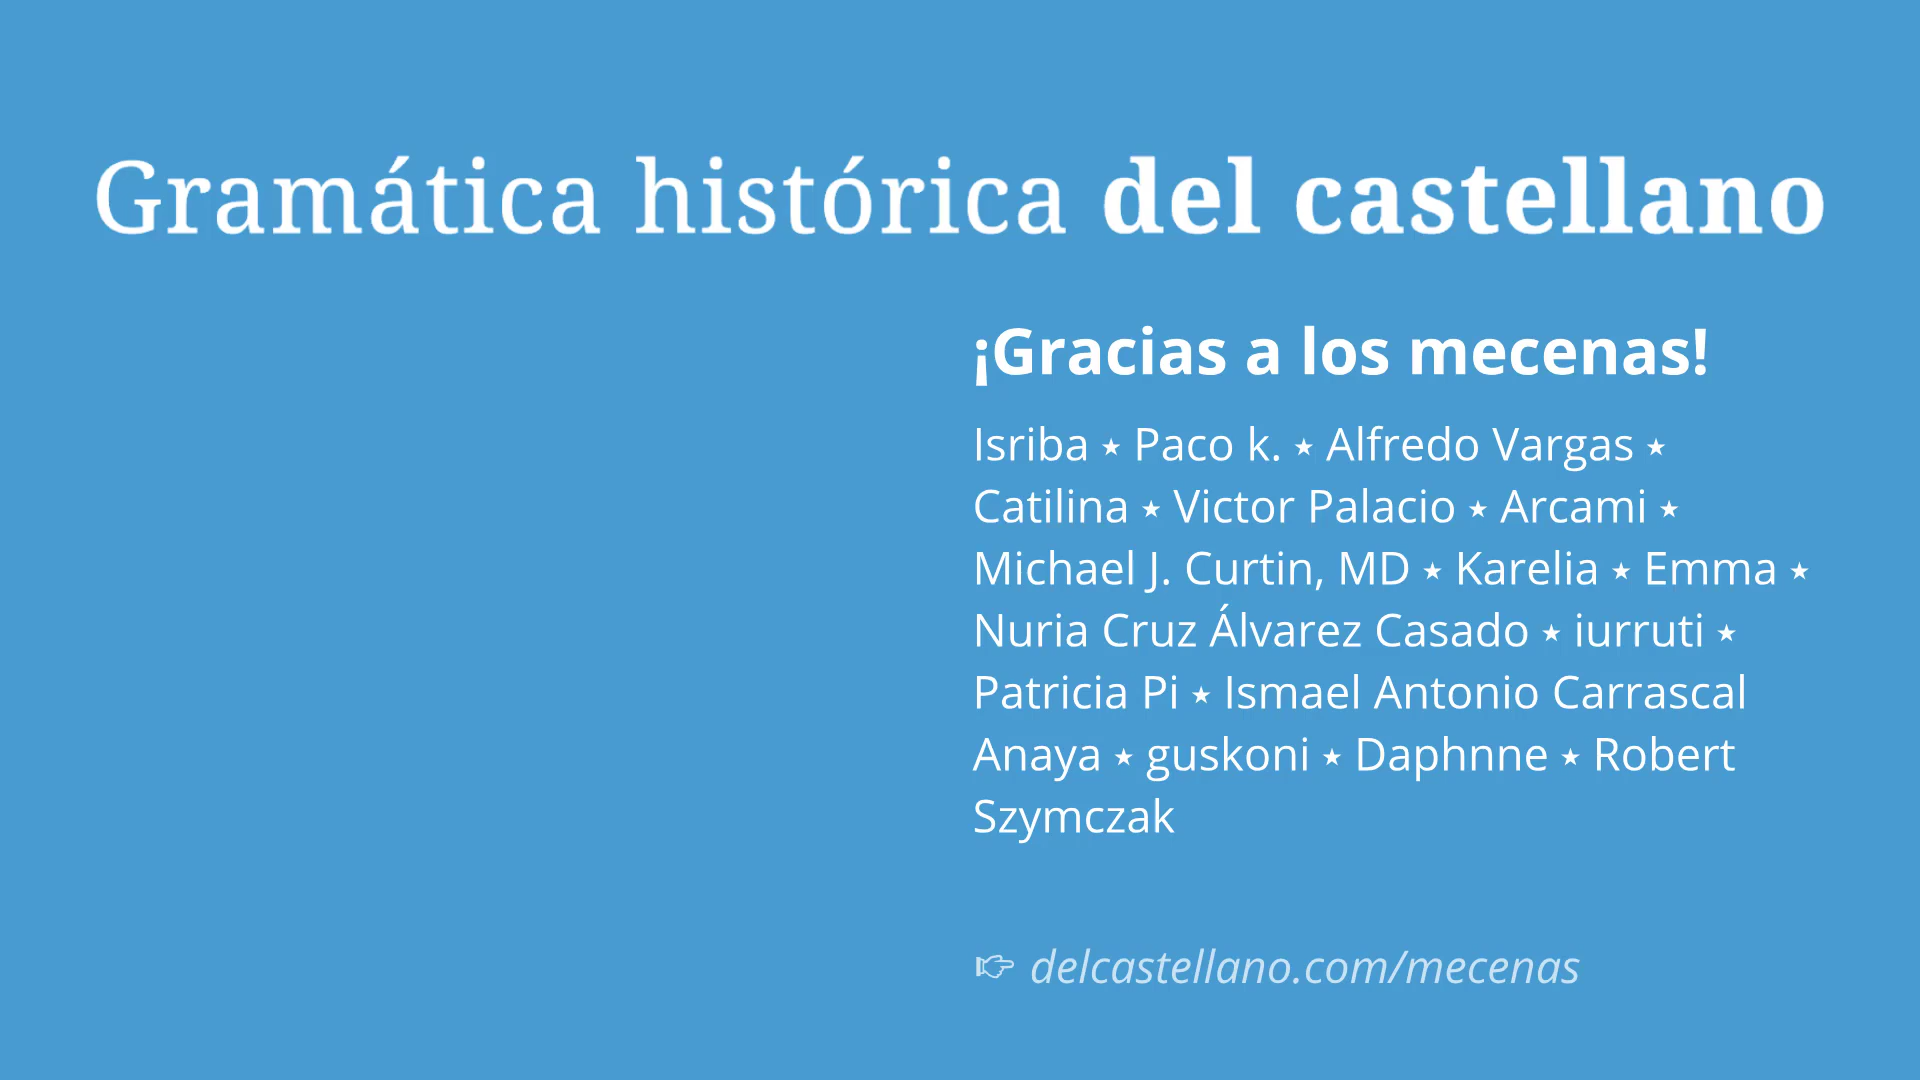 Gramática histórica del castellano
¡Gracias a los mecenas!
Isriba ⋆ Paco k. ⋆ Alfredo Vargas ⋆
Catilina ⋆ Victor Palacio ⋆ Arcami ⋆
Michael J. Curtin, MD ⋆ Karelia ⋆ Emma ⋆
Nuria Cruz Álvarez Casado ⋆ iurruti ⋆
Patricia Pi ⋆ Ismael Antonio Carrascal
Anaya ⋆ guskoni ⋆ Daphnne ⋆ Robert
Szymczak
☞ delcastellano.com/mecenas